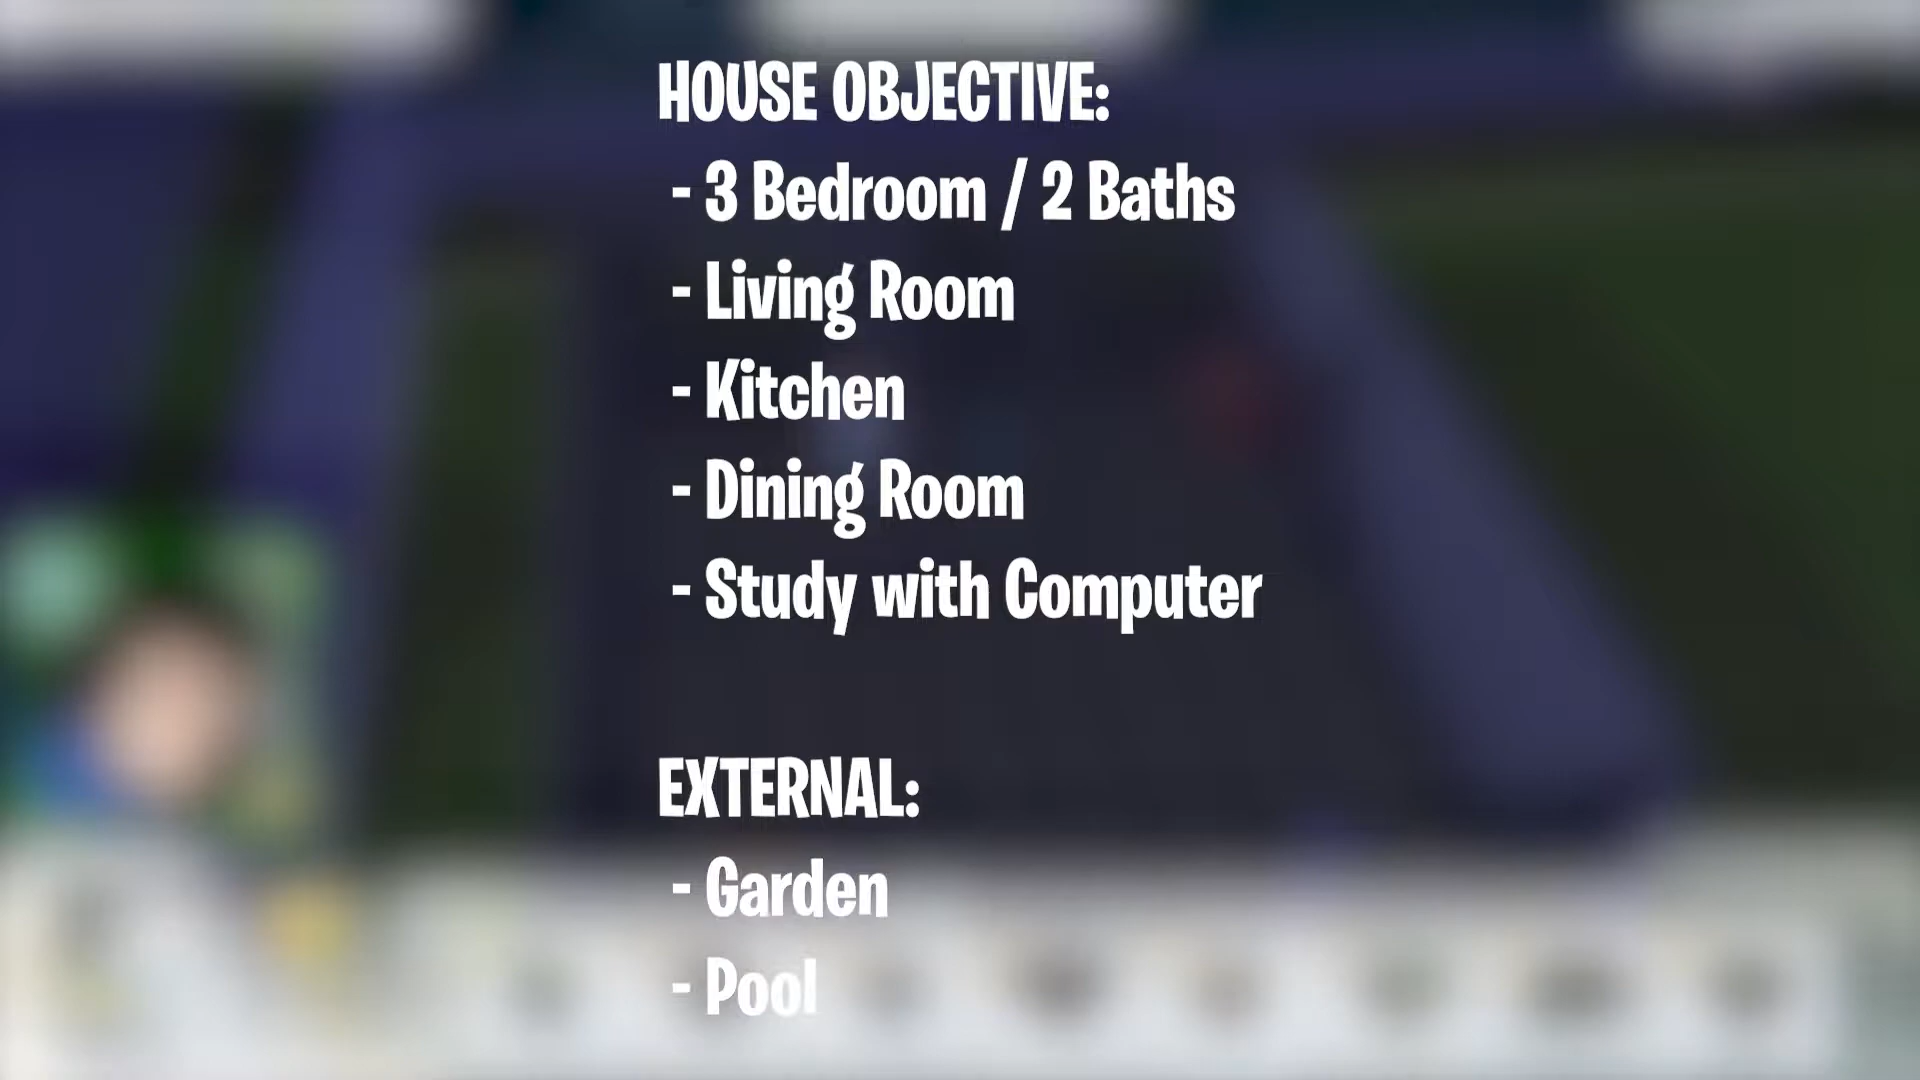 HOUSE OBJECTIVE:
- 3 Bedroom / 2 Baths
- Living Room
- Kitchen
- Dining Room
- Study with Computer
EXTERNAL:
- Garden
- Pool